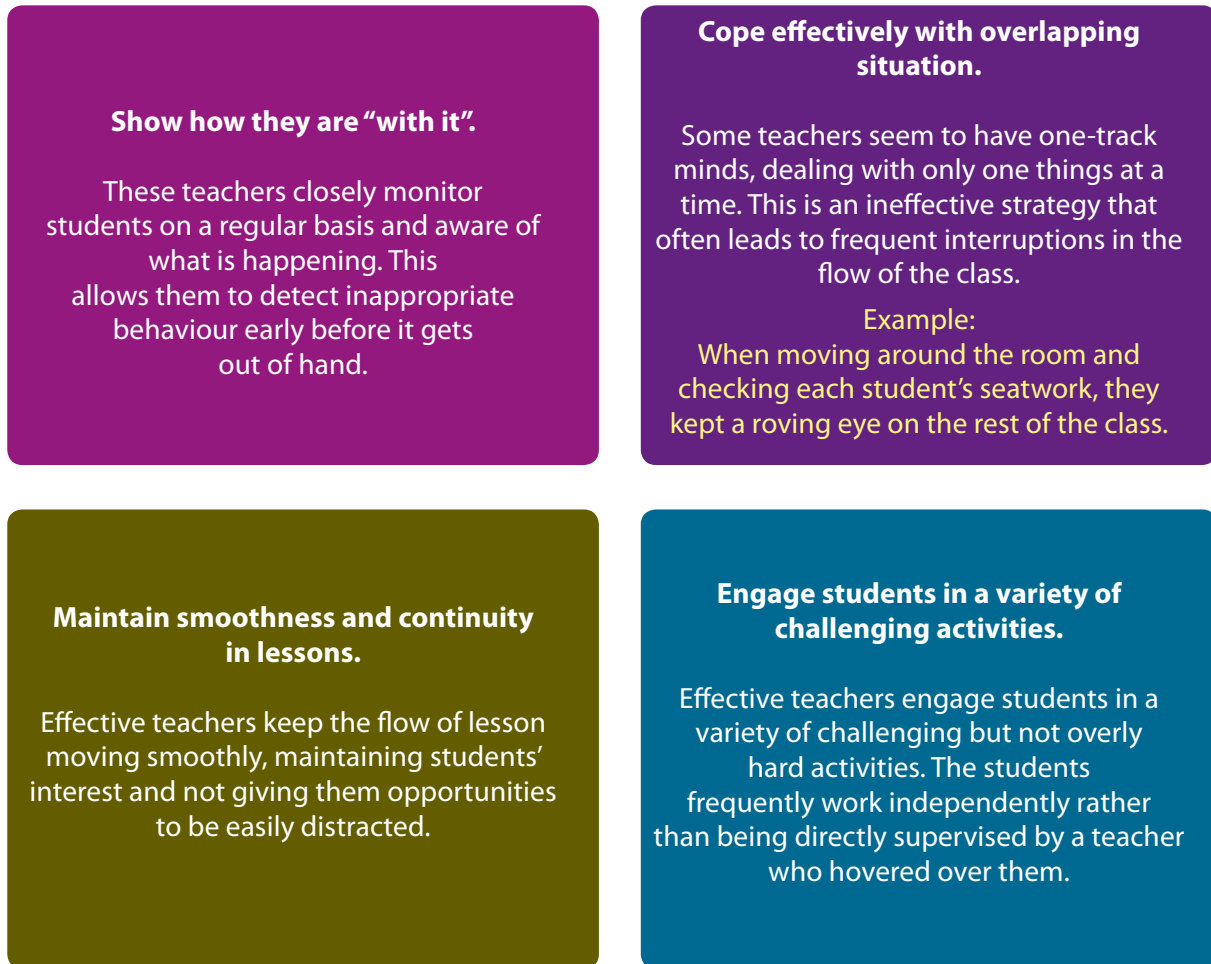 Show how they are “with it”.
These teachers closely monitor
students on a regular basis and aware of
what is happening. This
allows them to detect inappropriate
behaviour early before it gets
out of hand.
Cope effectively with overlapping
situation.
Some teachers seem to have one-track
minds, dealing with only one things at a
time. This is an ineffective strategy that
often leads to frequent interruptions in the
flow of the class.
Example:
When moving around the room and
checking each student’s seatwork, they
kept a roving eye on the rest of the class.
Maintain smoothness and continuity
in lessons.
Effective teachers keep the flow of lesson
moving smoothly, maintaining students’
interest and not giving them opportunities
to be easily distracted.
Engage students in a variety of
challenging activities.
Effective teachers engage students in a
variety of challenging but not overly
hard activities. The students
frequently work independently rather
than being directly supervised by a teacher
who hovered over them.